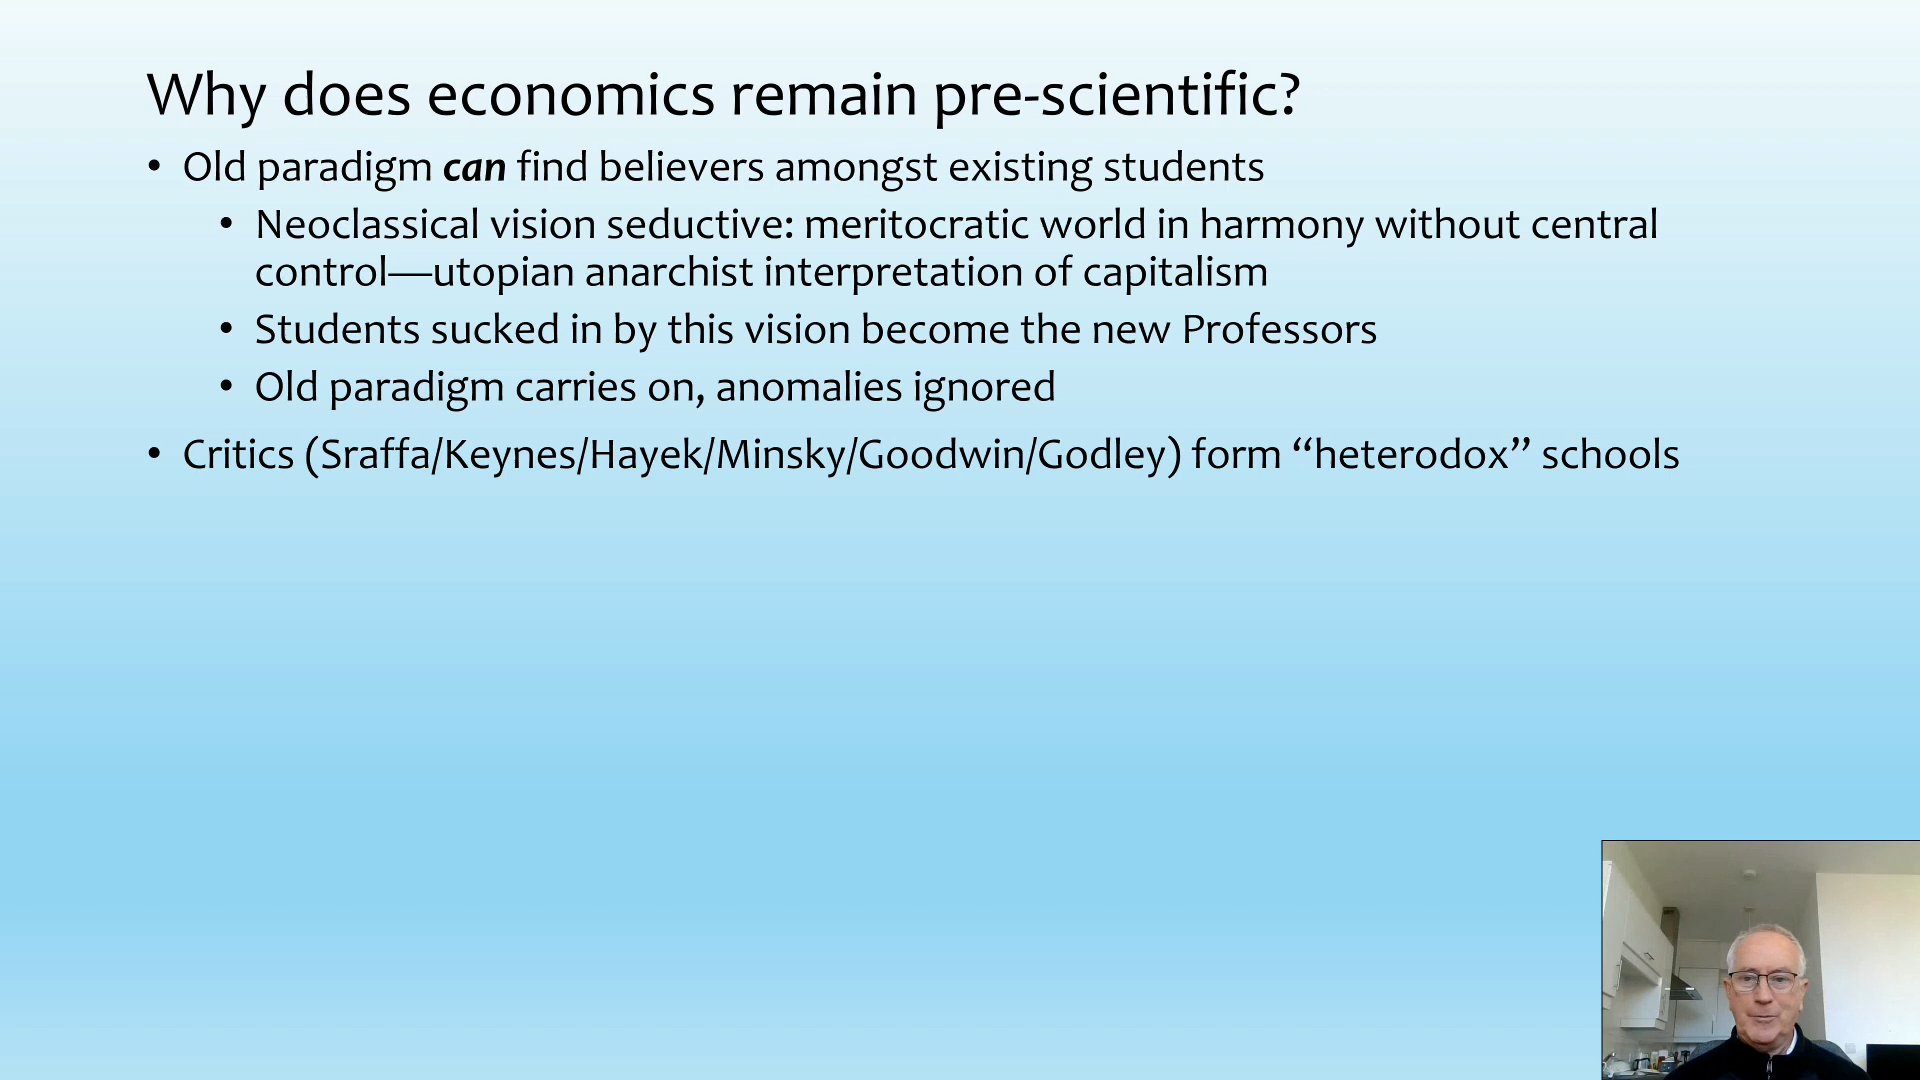 Why does economics remain pre-scientific?
• Old paradigm can find believers amongst existing students
• Neoclassical vision seductive: meritocratic world in harmony without central
control—utopian anarchist interpretation of capitalism
• Students sucked in by this vision become the new Professors
• Old paradigm carries on, anomalies ignored
• Critics (Sraffa/Keynes/Hayek/Minsky/Goodwin/Godley) form “heterodox” schools